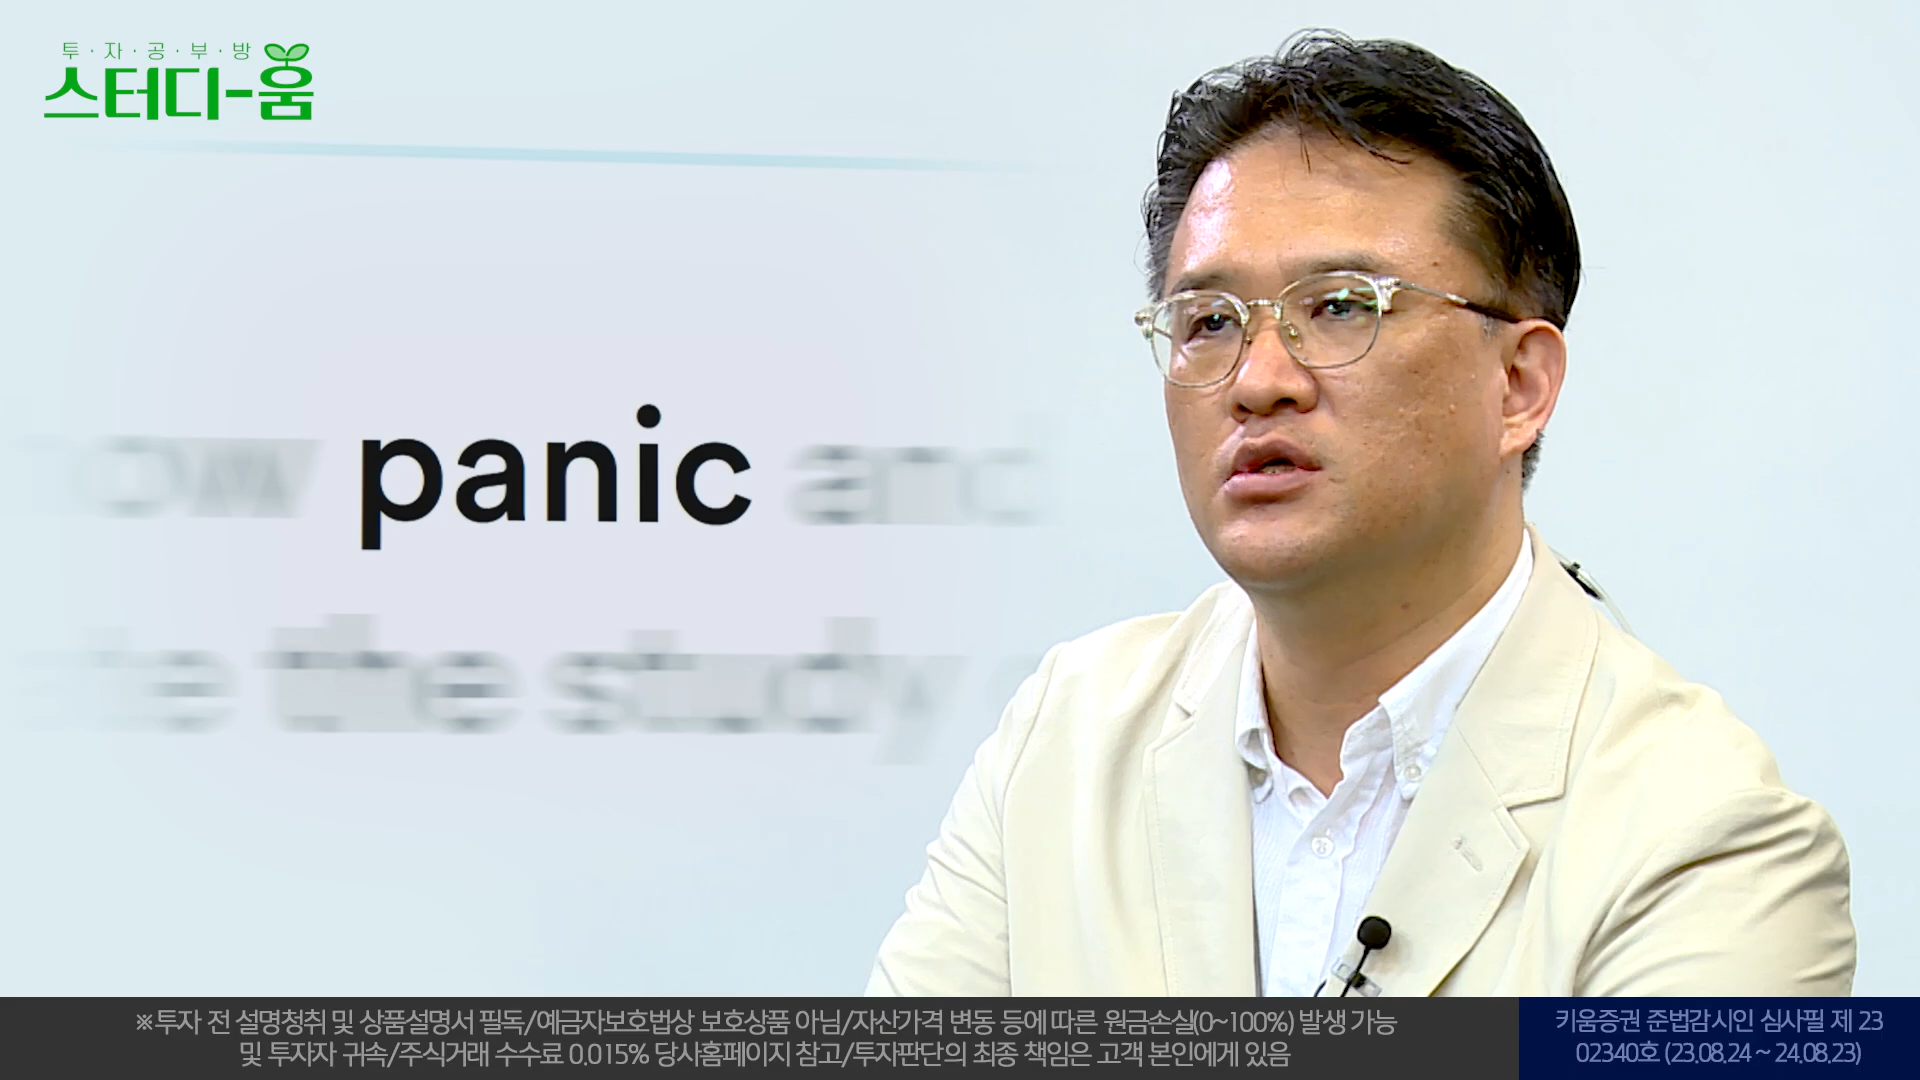 투·자·공·부·방
스터디-움
now panic and
the study
※투자 전 설명청취 및 상품설명서 필독/예금자보호법상 보호상품 아님/자산가격 변동 등에 따른 원금손실(0~100%) 발생 가능
및 투자자 귀속/주식거래 수수료 0.015% 당사홈페이지 참고/투자판단의 최종 책임은 고객 본인에게 있음
키움증권 준법감시인 심사필 제 23
02340호 (23.08.24 ~ 24.08.23)